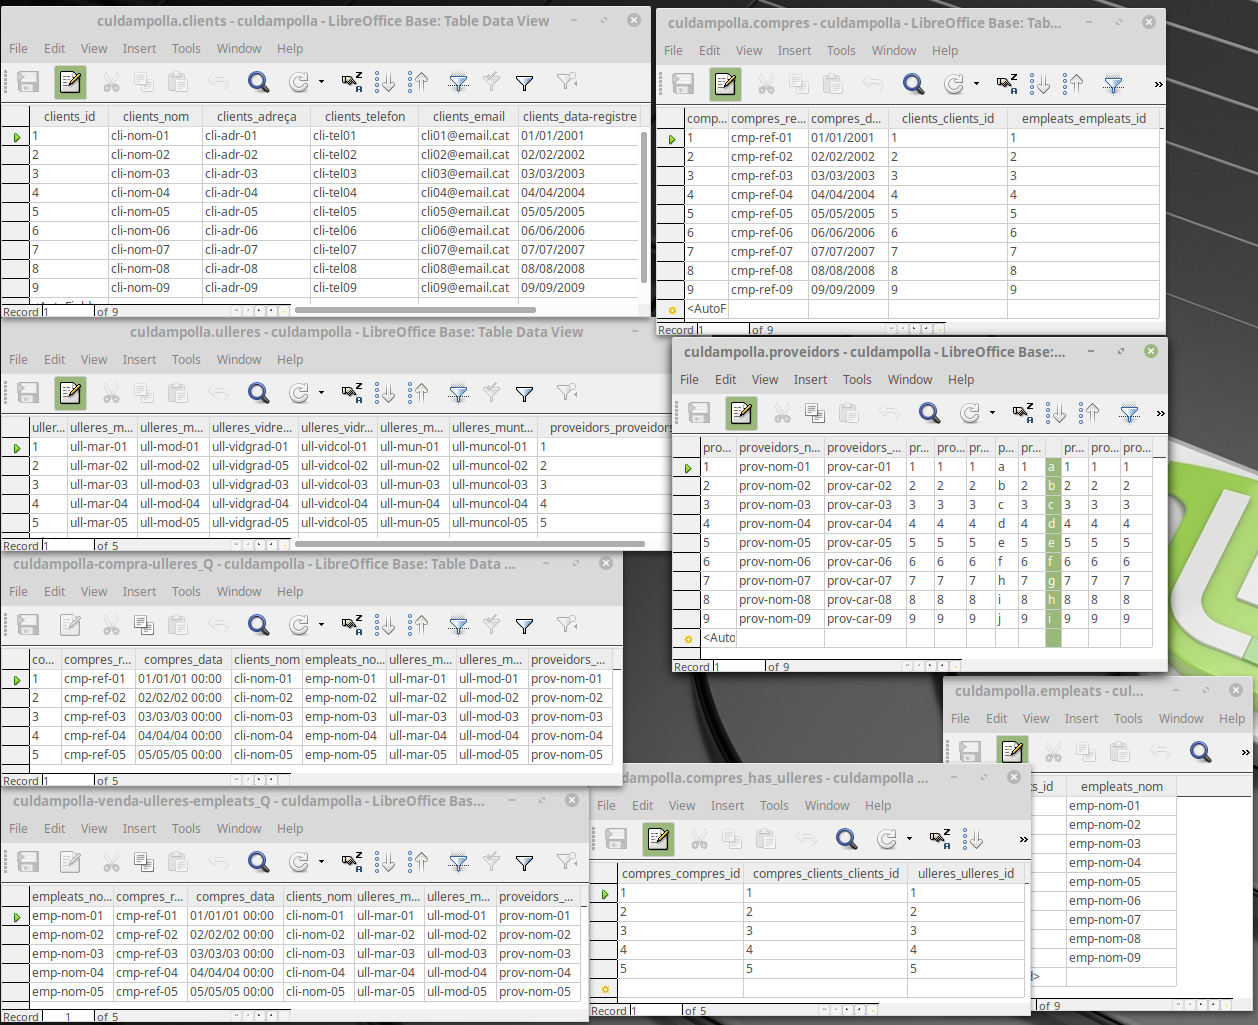 culdampolla.clients - culdampolla - LibreOffice Base: Table Data View
File Edit View Insert Tools Window Help
clients_id clients_nom clients_adreça clients_telefon clients_email clients_data-registre
1 cli-nom-01 cli-adr-01 cli-tel01 cli01@email.cat 01/01/2001
2 cli-nom-02 cli-adr-02 cli-tel02 cli02@email.cat 02/02/2002
3 cli-nom-03 cli-adr-03 cli-tel03 cli03@email.cat 03/03/2003
4 cli-nom-04 cli-adr-04 cli-tel04 cli04@email.cat 04/04/2004
5 cli-nom-05 cli-adr-05 cli-tel05 cli05@email.cat 05/05/2005
6 cli-nom-06 cli-adr-06 cli-tel06 cli06@email.cat 06/06/2006
7 cli-nom-07 cli-adr-07 cli-tel07 cli07@email.cat 07/07/2007
8 cli-nom-08 cli-adr-08 cli-tel08 cli08@email.cat 08/08/2008
9 cli-nom-09 cli-adr-09 cli-tel09 cli09@email.cat 09/09/2009
Record 1 of 9
culdampolla.compres - culdampolla - LibreOffice Base: Tab...
File Edit View Insert Tools Window Help
comp... compres_re... compres_d... clients_clients_id empleats_empleats_id
1 cmp-ref-01 01/01/2001 1 1
2 cmp-ref-02 02/02/2002 2 2
3 cmp-ref-03 03/03/2003 3 3
4 cmp-ref-04 04/04/2004 4 4
5 cmp-ref-05 05/05/2005 5 5
6 cmp-ref-06 06/06/2006 6 6
7 cmp-ref-07 07/07/2007 7 7
8 cmp-ref-08 08/08/2008 8 8
9 cmp-ref-09 09/09/2009 9 9
<AutoF
Record 1 of 9
culdampolla.ulleres - culdampolla - LibreOffice Base: Table Data View
File Edit View Insert Tools Window Help
uller... ulleres_m... ulleres_m... ulleres_vidre... ulleres_vidr... ulleres_m... ulleres_munt... proveidors_proveidors
1 ull-mar-01 ull-mod-01 ull-vidgrad-01 ull-vidcol-01 ull-mun-01 ull-muncol-01 1
2 ull-mar-02 ull-mod-02 ull-vidgrad-05 ull-vidcol-02 ull-mun-02 ull-muncol-02 2
3 ull-mar-03 ull-mod-03 ull-vidgrad-05 ull-vidcol-03 ull-mun-03 ull-muncol-03 3
4 ull-mar-04 ull-mod-04 ull-vidgrad-05 ull-vidcol-04 ull-mun-04 ull-muncol-04 4
5 ull-mar-05 ull-mod-05 ull-vidgrad-05 ull-vidcol-05 ull-mun-05 ull-muncol-05 5
Record 1 of 5
culdampolla.proveidors - culdampolla - LibreOffice Base:...
File Edit View Insert Tools Window Help
pro... proveidors_n... proveidors_... pr... pro... pr... p... pr... pr... pro... pro...
1 prov-nom-01 prov-car-01 1 1 1 a 1 a 1 1 1
2 prov-nom-02 prov-car-02 2 2 2 b 2 b 2 2 2
3 prov-nom-03 prov-car-03 3 3 3 c 3 c 3 3 3
4 prov-nom-04 prov-car-04 4 4 4 d 4 d 4 4 4
5 prov-nom-05 prov-car-05 5 5 5 e 5 e 5 5 5
6 prov-nom-06 prov-car-06 6 6 6 f 6 f 6 6 6
7 prov-nom-07 prov-car-07 7 7 7 h 7 g 7 7 7
8 prov-nom-08 prov-car-08 8 8 8 i 8 h 8 8 8
9 prov-nom-09 prov-car-09 9 9 9 j 9 i 9 9 9
<Auto
Record 1 of 9
culdampolla-compra-ulleres_Q - culdampolla - LibreOffice Base: Table Data ...
File Edit View Insert Tools Window Help
co... compres_r... compres_data clients_nom empleats_no... ulleres_m... ulleres_m... proveidors_...
1 cmp-ref-01 01/01/01 00:00 cli-nom-01 emp-nom-01 ull-mar-01 ull-mod-01 prov-nom-01
2 cmp-ref-02 02/02/02 00:00 cli-nom-02 emp-nom-02 ull-mar-02 ull-mod-02 prov-nom-02
3 cmp-ref-03 03/03/03 00:00 cli-nom-03 emp-nom-03 ull-mar-03 ull-mod-03 prov-nom-03
4 cmp-ref-04 04/04/04 00:00 cli-nom-04 emp-nom-04 ull-mar-04 ull-mod-04 prov-nom-04
5 cmp-ref-05 05/05/05 00:00 cli-nom-05 emp-nom-05 ull-mar-05 ull-mod-05 prov-nom-05
Record 1 of 5
culdampolla.empleats - cul...
File Edit View Insert Tools Window Help
s_id empleats_nom
emp-nom-01
emp-nom-02
emp-nom-03
emp-nom-04
emp-nom-05
emp-nom-06
emp-nom-07
emp-nom-08
emp-nom-09
of 9
culdampolla-venda-ulleres-empleats_Q - culdampolla - LibreOffice Bas...
File Edit View Insert Tools Window Help
empleats_no... compres_r... compres_data clients_nom ulleres_m... ulleres_m... proveidors_...
emp-nom-01 cmp-ref-01 01/01/01 00:00 cli-nom-01 ull-mar-01 ull-mod-01 prov-nom-01
emp-nom-02 cmp-ref-02 02/02/02 00:00 cli-nom-02 ull-mar-02 ull-mod-02 prov-nom-02
emp-nom-03 cmp-ref-03 03/03/03 00:00 cli-nom-03 ull-mar-03 ull-mod-03 prov-nom-03
emp-nom-04 cmp-ref-04 04/04/04 00:00 cli-nom-04 ull-mar-04 ull-mod-04 prov-nom-04
emp-nom-05 cmp-ref-05 05/05/05 00:00 cli-nom-05 ull-mar-05 ull-mod-05 prov-nom-05
Record 1 of 5
dampolla.compres_has_ulleres - culdampolla ...
File Edit View Insert Tools Window Help
compres_compres_id compres_clients_clients_id ulleres_ulleres_id
1 1 1
2 2 2
3 3 3
4 4 4
5 5 5
Record 1 of 5